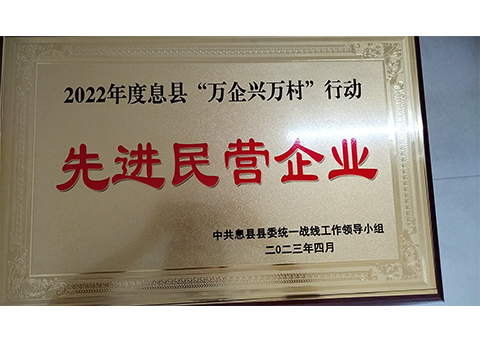 2022年度息县“万企兴万村”行动
先进民营企业
中共息县县委统一战线工作领导小组
二〇二三年四月